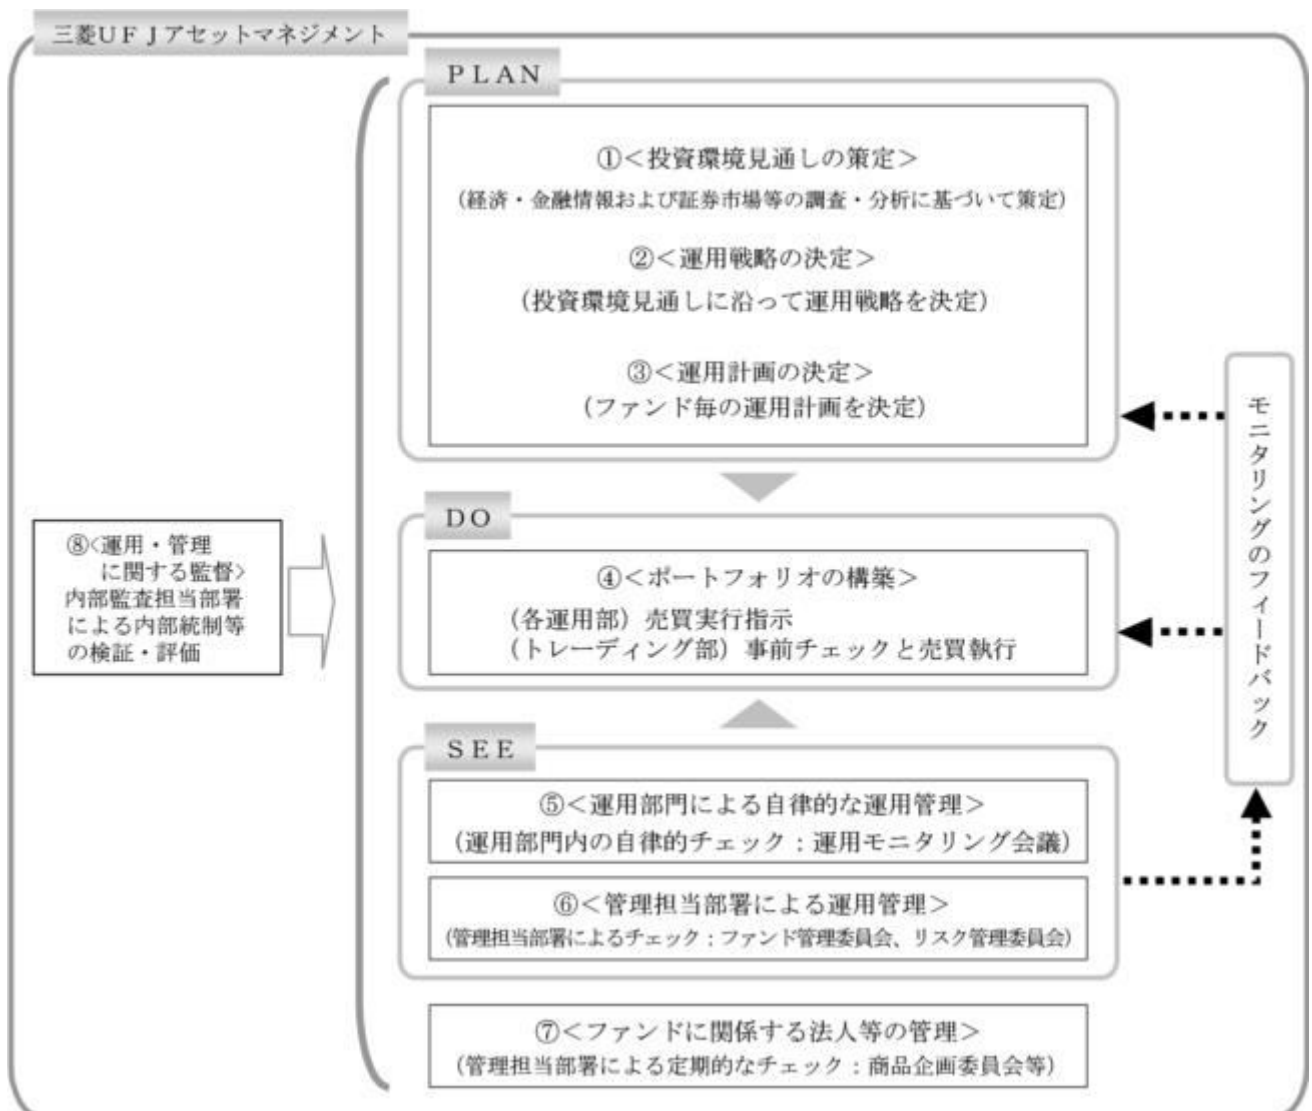 三菱ＵＦＪアセットマネジメント
ＰＬＡＮ
①＜投資環境見通しの策定＞
（経済・金融情報および証券市場等の調査・分析に基づいて策定）
②＜運用戦略の決定＞
（投資環境見通しに沿って運用戦略を決定）
③＜運用計画の決定＞
（ファンド毎の運用計画を決定）
ＤＯ
④＜ポートフォリオの構築＞
（各運用部）売買実行指示
（トレーディング部）事前チェックと売買執行
ＳＥＥ
⑤＜運用部門による自律的な運用管理＞
（運用部門内の自律的チェック：運用モニタリング会議）
⑥＜管理担当部署による運用管理＞
（管理担当部署によるチェック：ファンド管理委員会、リスク管理委員会）
⑦＜ファンドに関係する法人等の管理＞
（管理担当部署による定期的なチェック：商品企画委員会等）
⑧＜運用・管理
に関する監督＞
内部監査担当部署
による内部統制等
の検証・評価
モニタリングのフィードバック